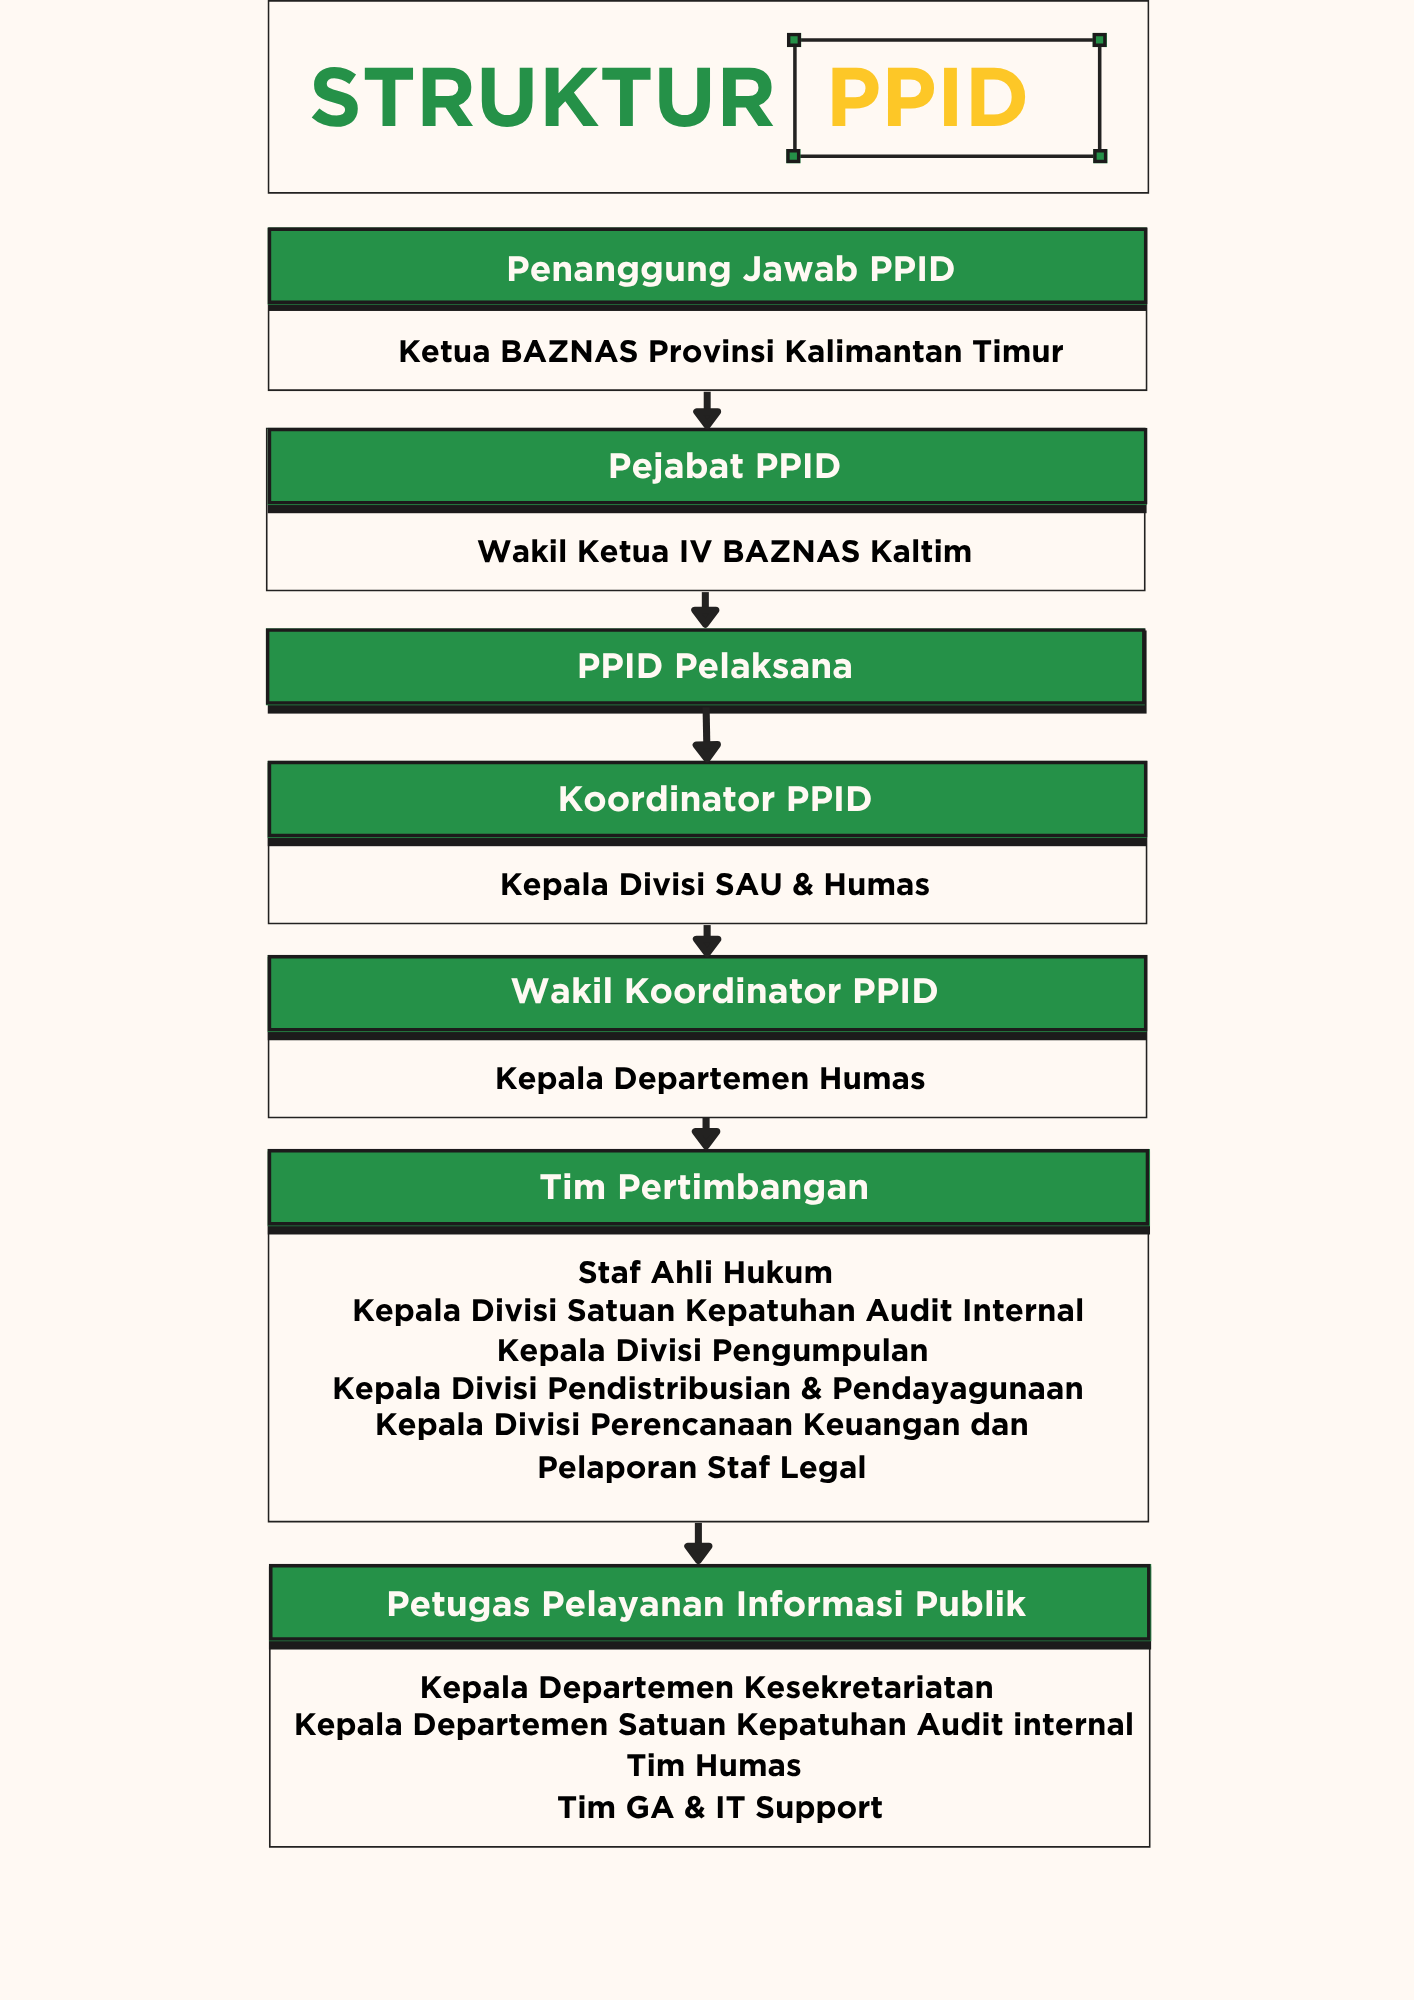 STRUKTUR PPID
Penanggung Jawab PPID
Ketua BAZNAS Provinsi Kalimantan Timur
Pejabat PPID
Wakil Ketua IV BAZNAS Kaltim
PPID Pelaksana
Koordinator PPID
Kepala Divisi SAU & Humas
Wakil Koordinator PPID
Kepala Departemen Humas
Tim Pertimbangan
Staf Ahli Hukum
Kepala Divisi Satuan Kepatuhan Audit Internal
Kepala Divisi Pengumpulan
Kepala Divisi Pendistribusian & Pendayagunaan
Kepala Divisi Perencanaan Keuangan dan
Pelaporan Staf Legal
Petugas Pelayanan Informasi Publik
Kepala Departemen Kesekretariatan
Kepala Departemen Satuan Kepatuhan Audit internal
Tim Humas
Tim GA & IT Support